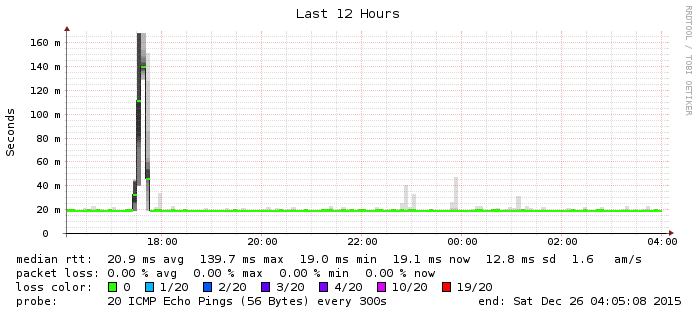 Last 12 Hours
RRDTOOL / TOBI OETIKER
Seconds
160 m
140 m
120 m
100 m
80 m
60 m
40 m
20 m
0
18:00 20:00 22:00 00:00 02:00 04:00
median rtt: 20.9 ms avg 139.7 ms max 19.0 ms min 19.1 ms now 12.8 ms sd 1.6 am/s
packet loss: 0.00 % avg 0.00 % max 0.00 % min 0.00 % now
loss color: 0 1/20 2/20 3/20 4/20 10/20 19/20
probe: 20 ICMP Echo Pings (56 Bytes) every 300s end: Sat Dec 26 04:05:08 2015